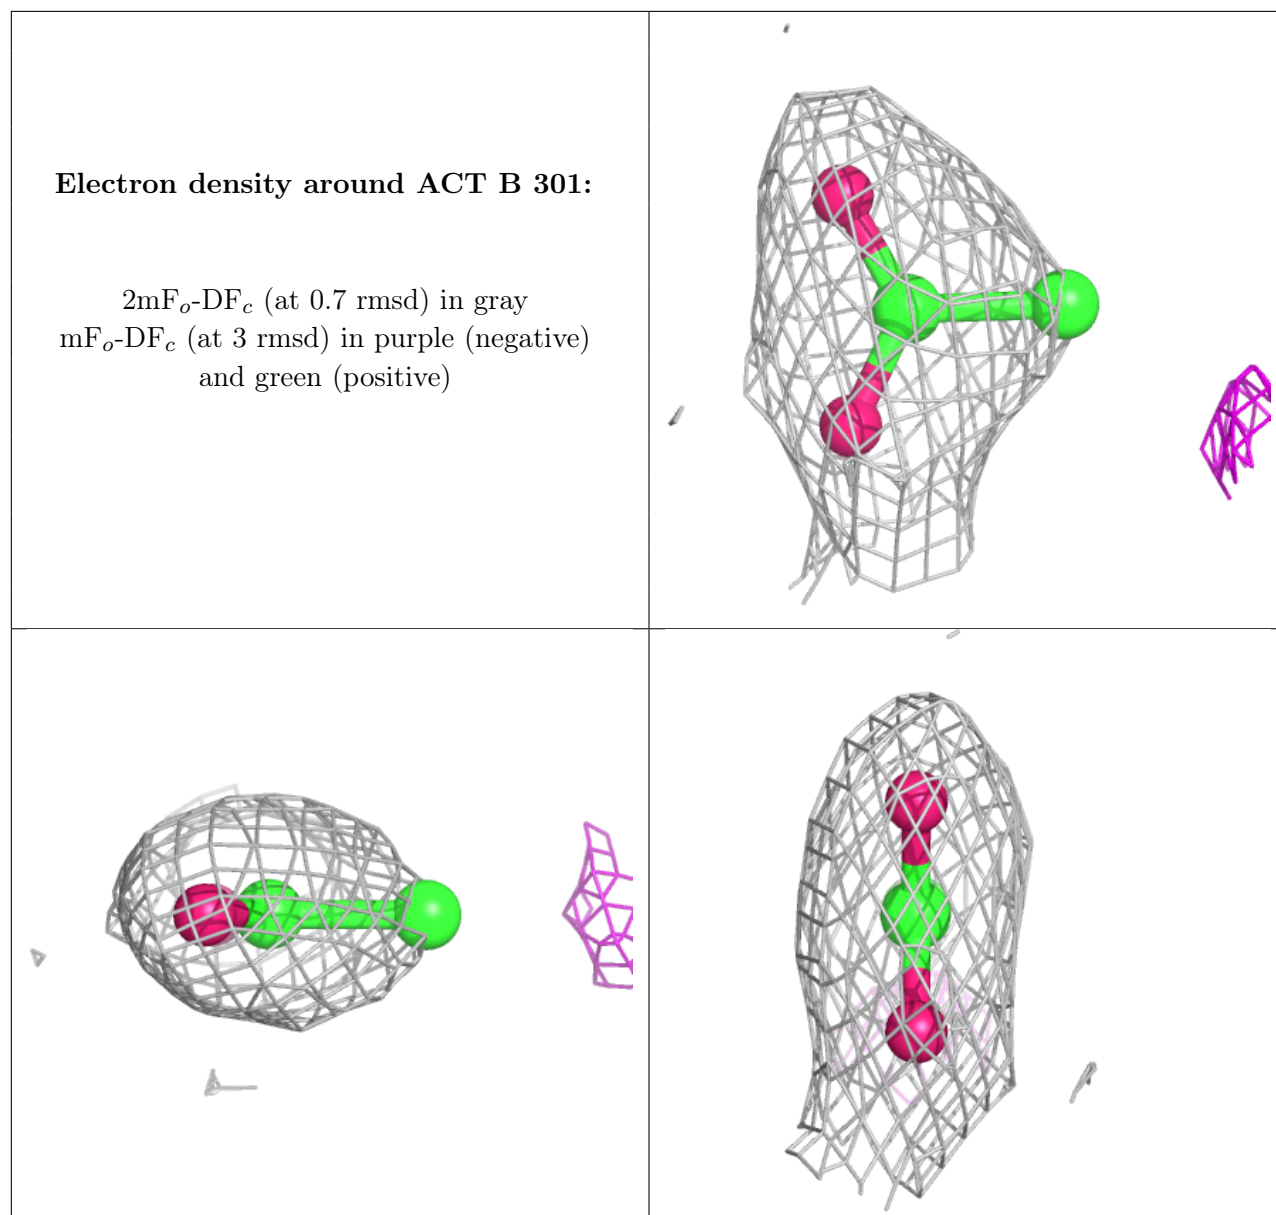 Electron density around ACT B 301:
2mFo-DFc (at 0.7 rmsd) in gray
mFo-DFc (at 3 rmsd) in purple (negative)
and green (positive)